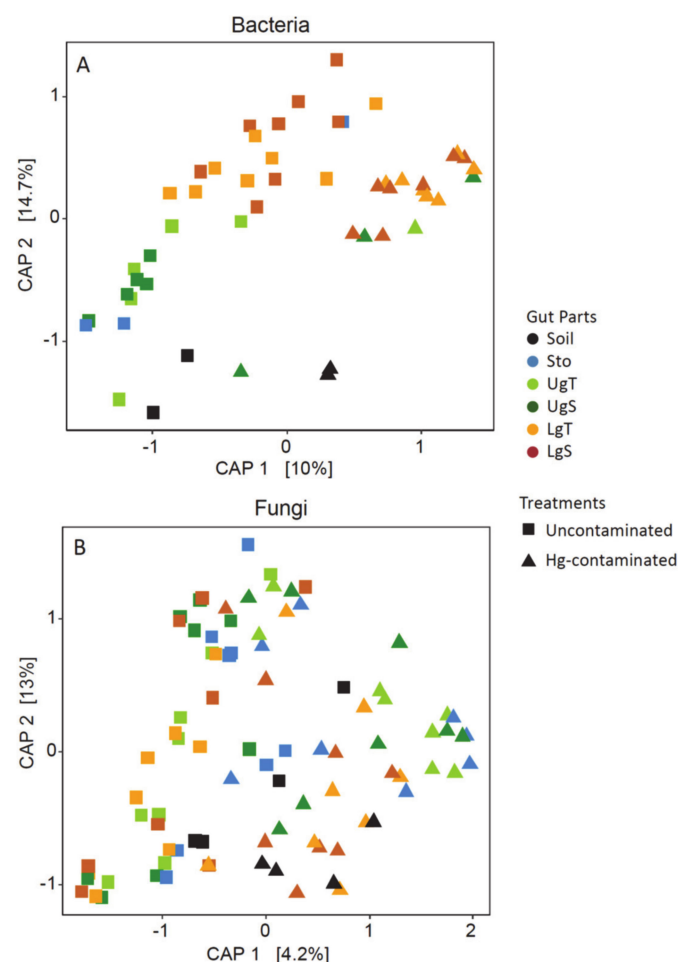 Bacteria
A
1
0
-1
CAP 2 [14.7%]
-1
0
1
CAP 1 [10%]
Gut Parts
Soil
Sto
UgT
UgS
LgT
LgS
Treatments
Uncontaminated
Hg-contaminated
Fungi
B
1
0
-1
CAP 2 [13%]
-1
0
1
2
CAP 1 [4.2%]